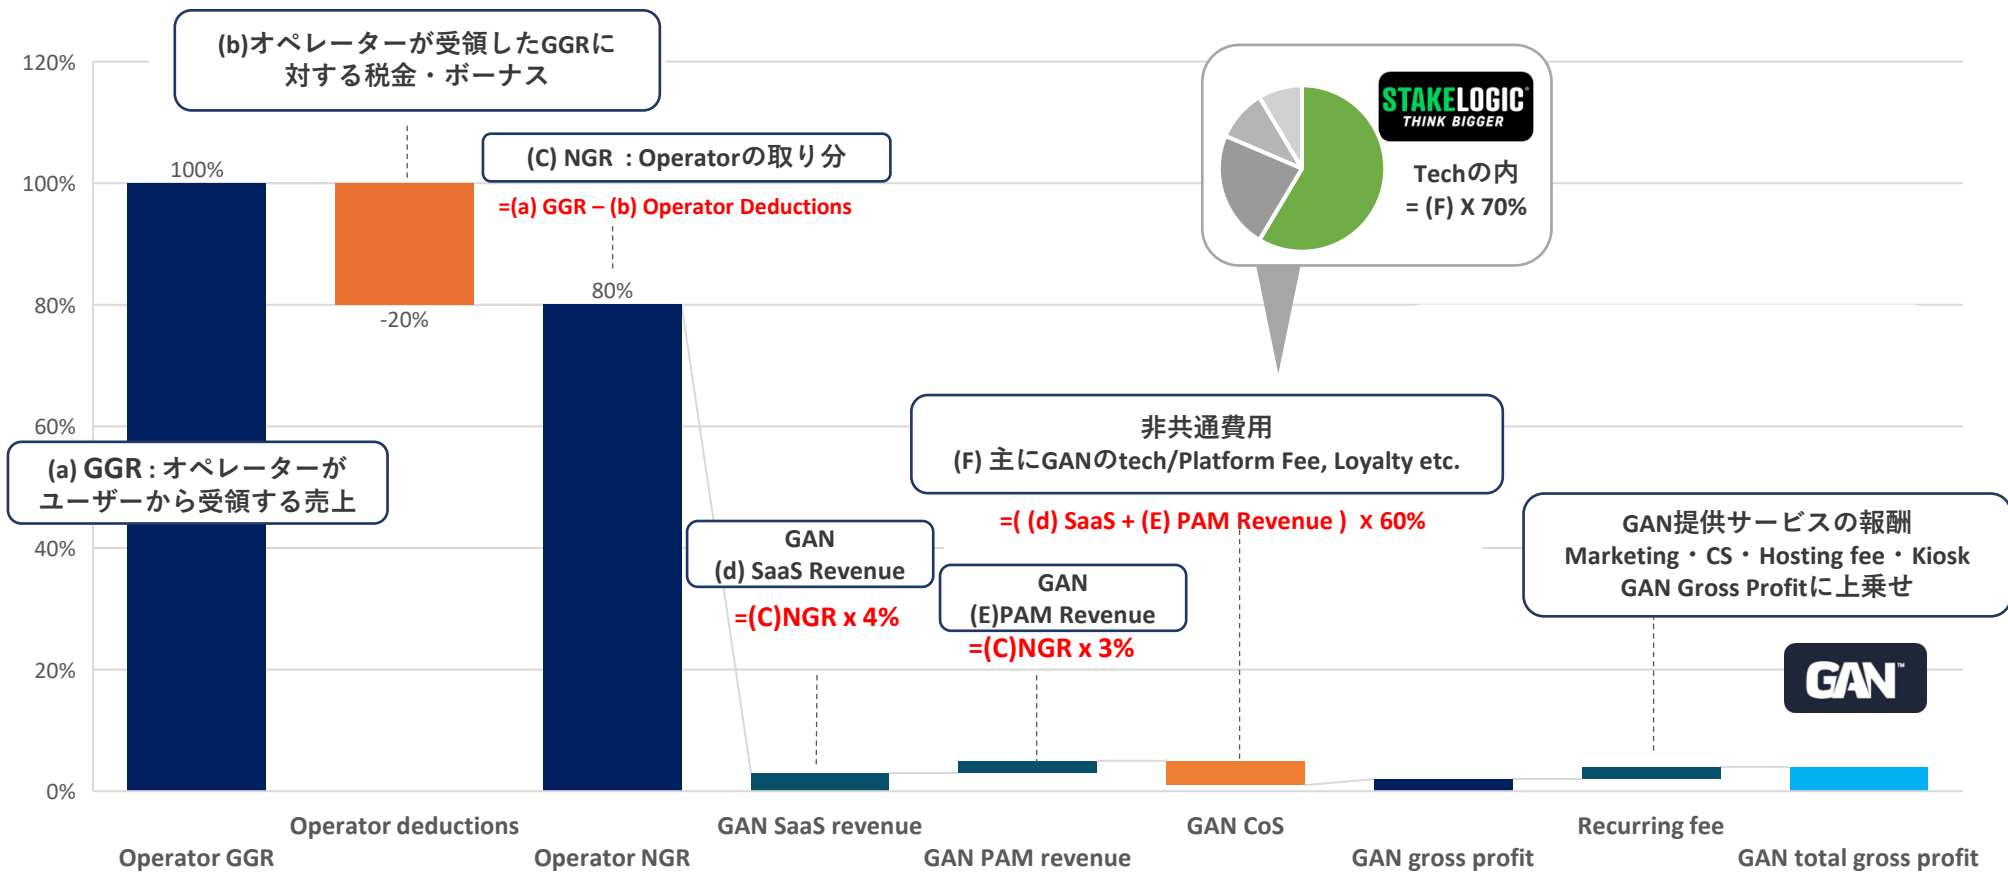 (b)オペレーターが受領したGGRに
対する税金・ボーナス
120%
100%
80%
60%
40%
20%
0%
100%
-20%
80%
(C) NGR : Operatorの取り分
=(a) GGR – (b) Operator Deductions
STAKELOGIC
THINK BIGGER
Techの内
= (F) X 70%
(a) GGR : オペレーターが
ユーザーから受領する売上
非共通費用
(F) 主にGANのtech/Platform Fee, Loyalty etc.
=( (d) SaaS + (E) PAM Revenue ) x 60%
GAN
(d) SaaS Revenue
=(C)NGR x 4%
GAN
(E)PAM Revenue
=(C)NGR x 3%
GAN提供サービスの報酬
Marketing・CS・Hosting fee・Kiosk
GAN Gross Profitに上乗せ
GAN™
Operator GGR
Operator deductions
Operator NGR
GAN SaaS revenue
GAN PAM revenue
GAN CoS
GAN gross profit
Recurring fee
GAN total gross profit